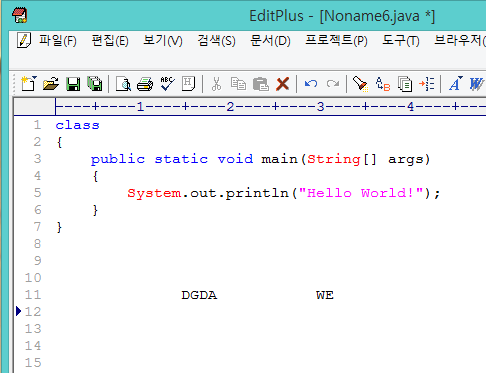 EditPlus - [Noname6.java *]
파일(F) 편집(E) 보기(V) 검색(S) 문서(D) 프로젝트(P) 도구(T) 브라우저(
----+----1----+----2----+----3----+----4----+---
1 class
2 {
3     public static void main(String[] args)
4     {
5         System.out.println("Hello World!");
6     }
7 }
8
9
10
11               DGDA           WE
12
13
14
15